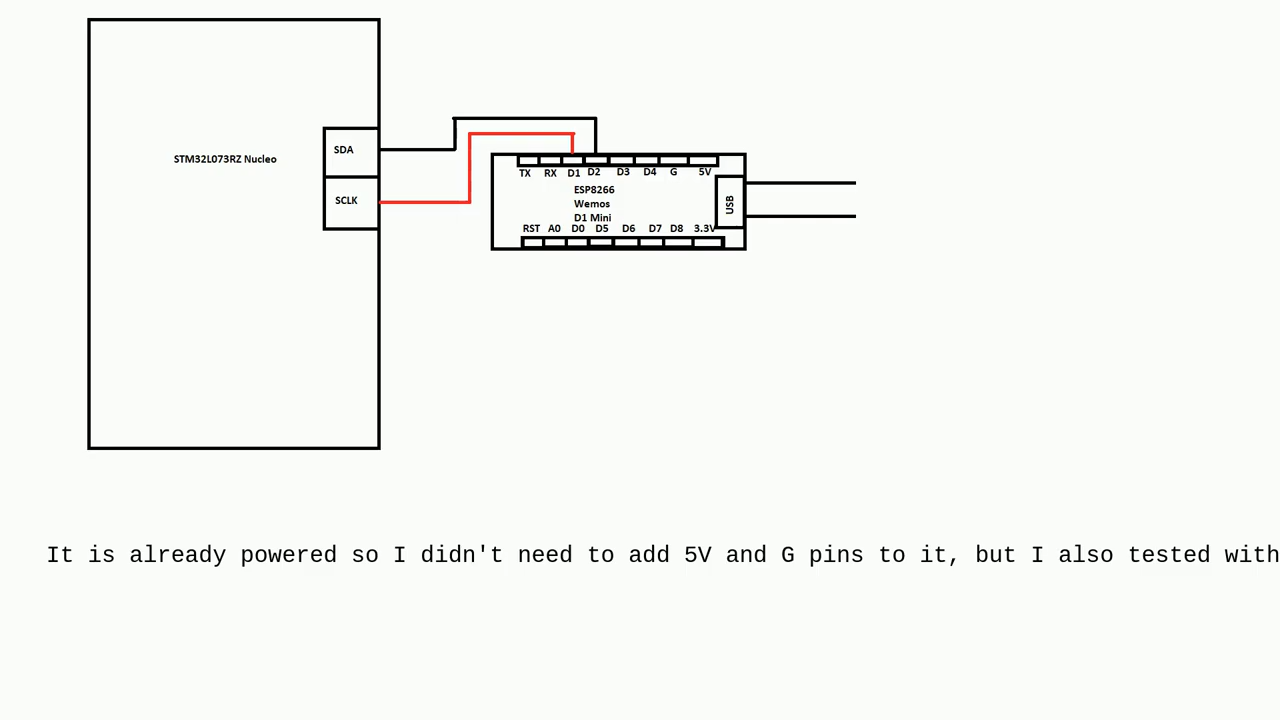 SDA
STM32L073RZ Nucleo
SCLK
TX RX D1 D2 D3 D4 G 5V
ESP8266
Wemos
D1 Mini
USB
RST A0 D0 D5 D6 D7 D8 3.3V
It is already powered so I didn't need to add 5V and G pins to it, but I also tested with